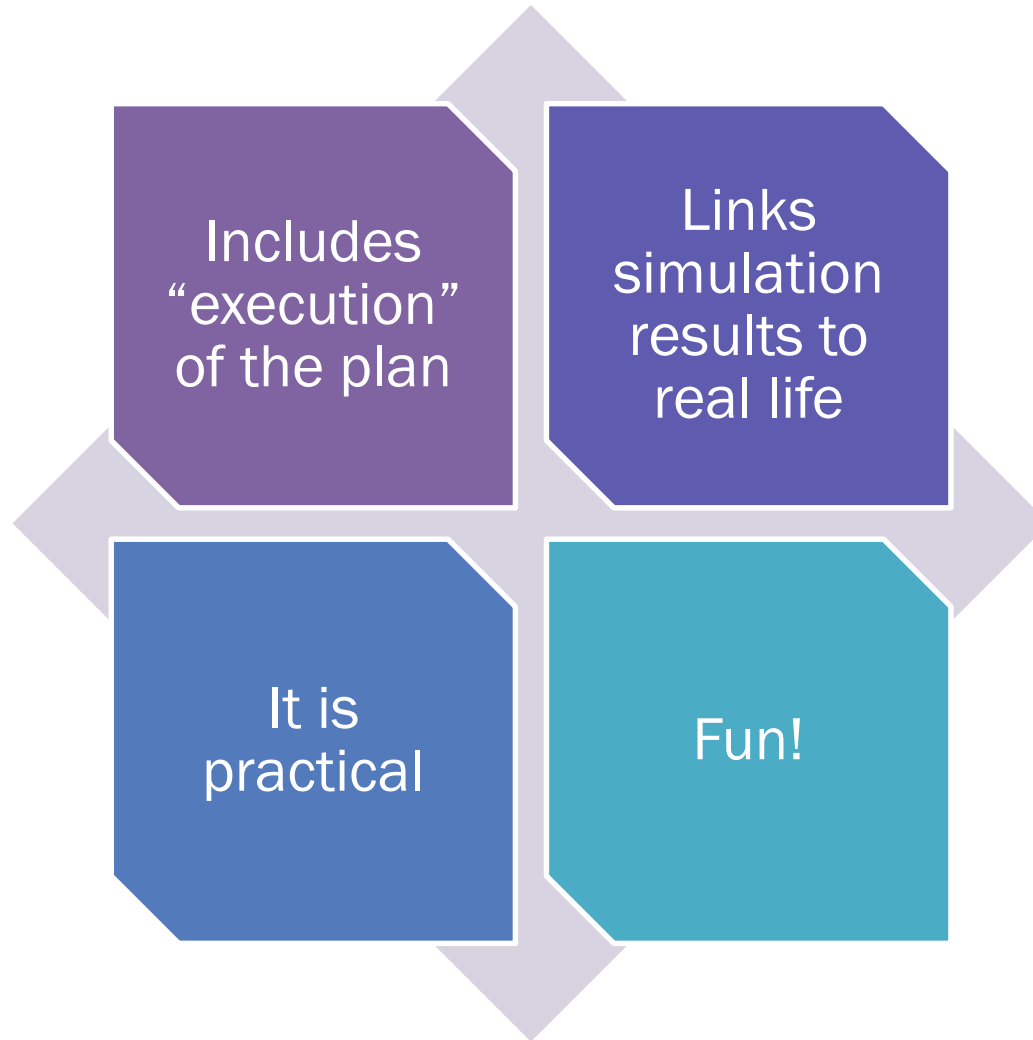 Includes
“execution”
of the plan
Links
simulation
results to
real life
It is
practical
Fun!